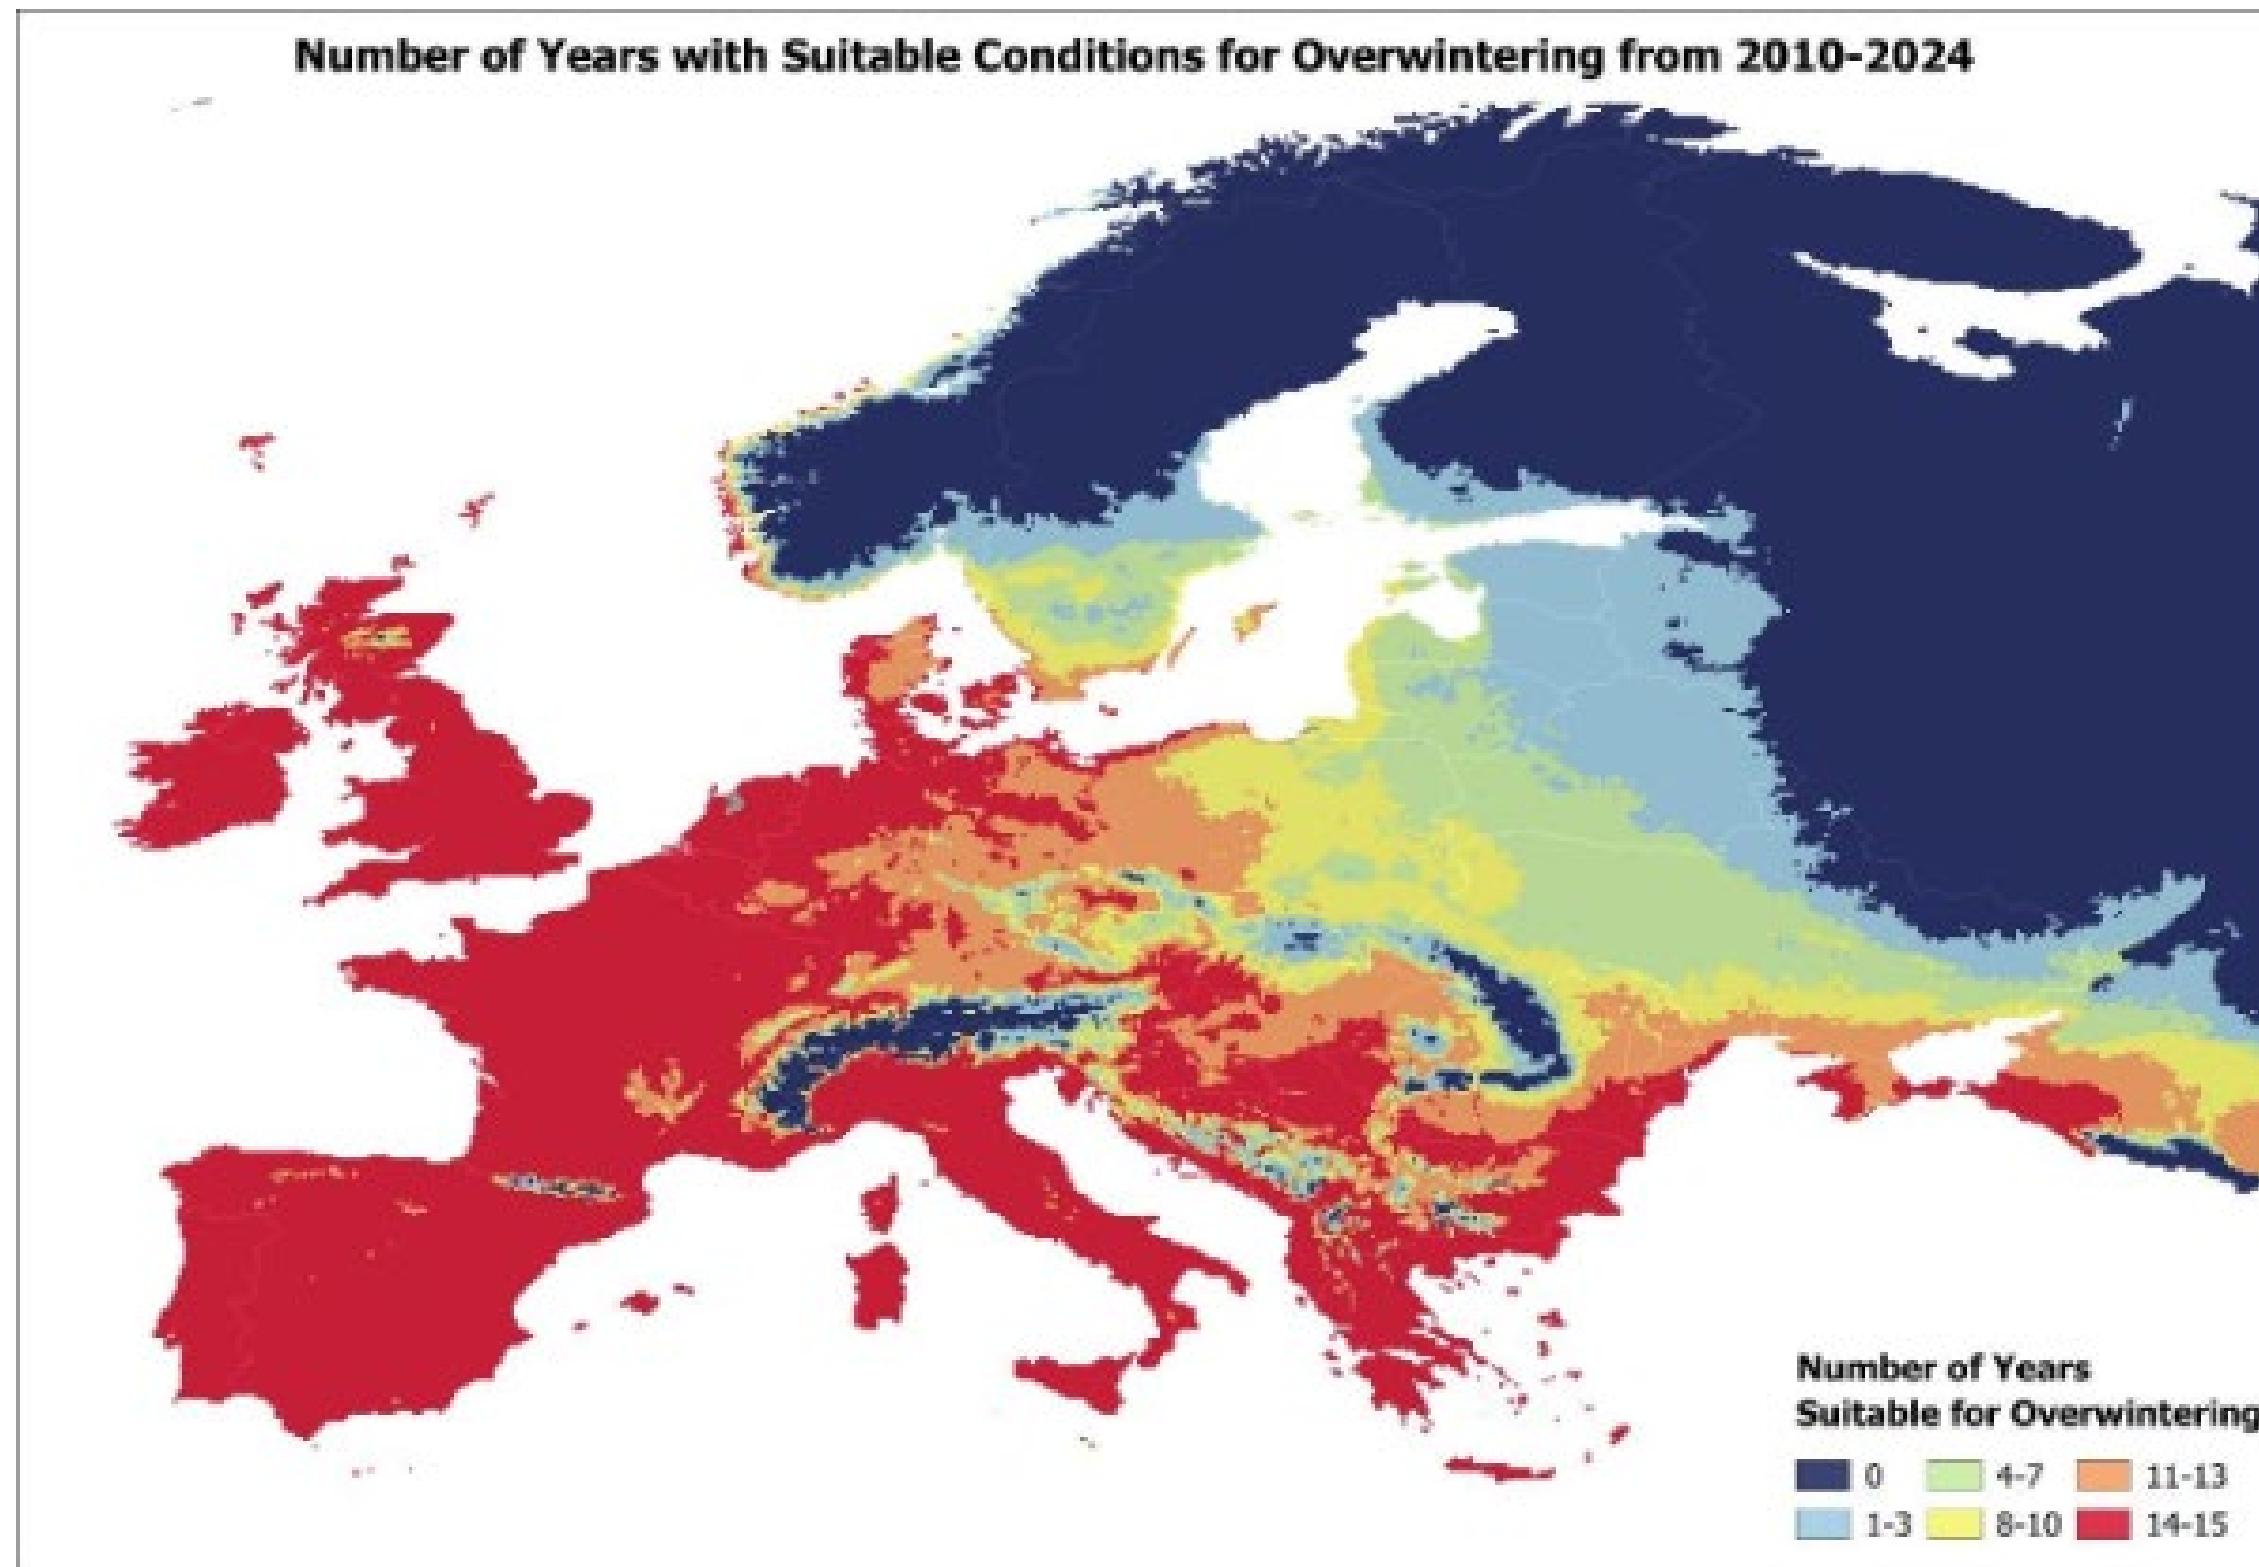 Number of Years with Suitable Conditions for Overwintering from 2010-2024
Number of Years
Suitable for Overwintering
0 4-7 11-13
1-3 8-10 14-15